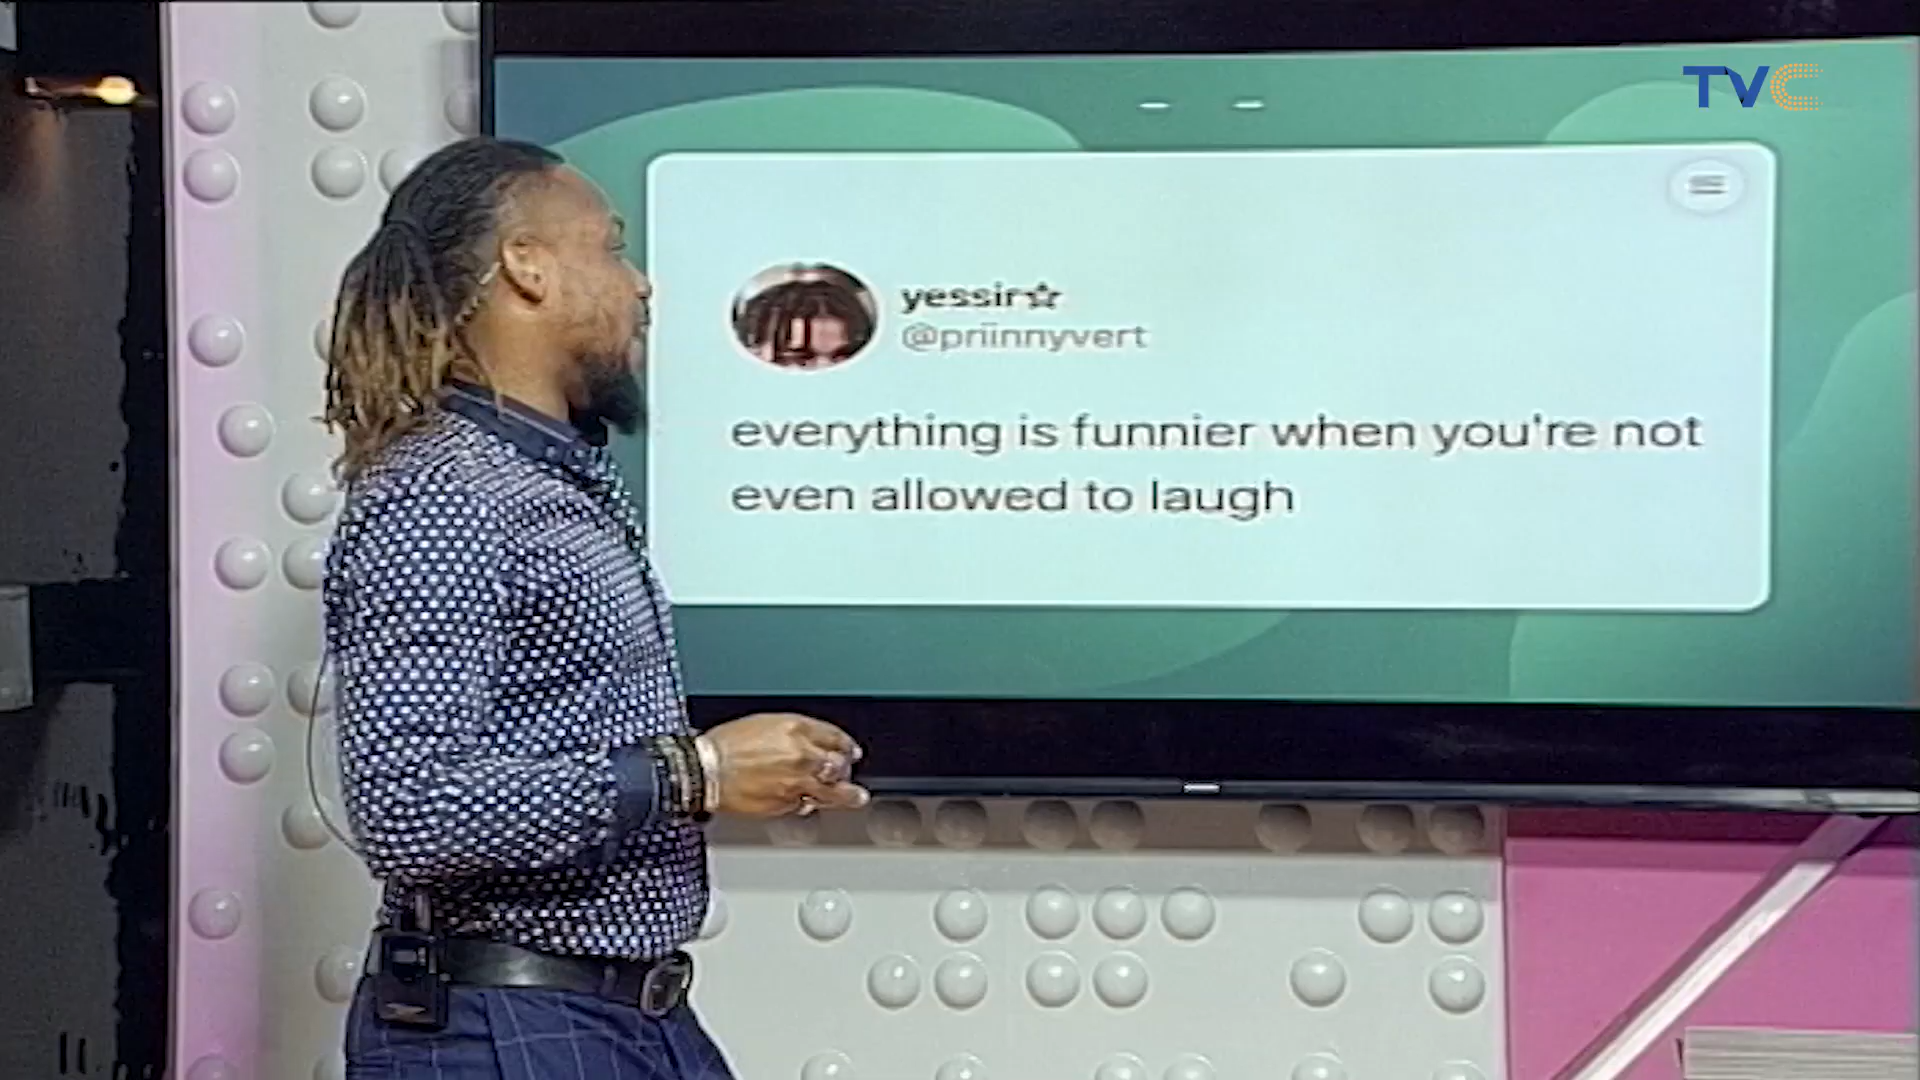 TVC
yessir☆
@priinnyvert
everything is funnier when you're not
even allowed to laugh